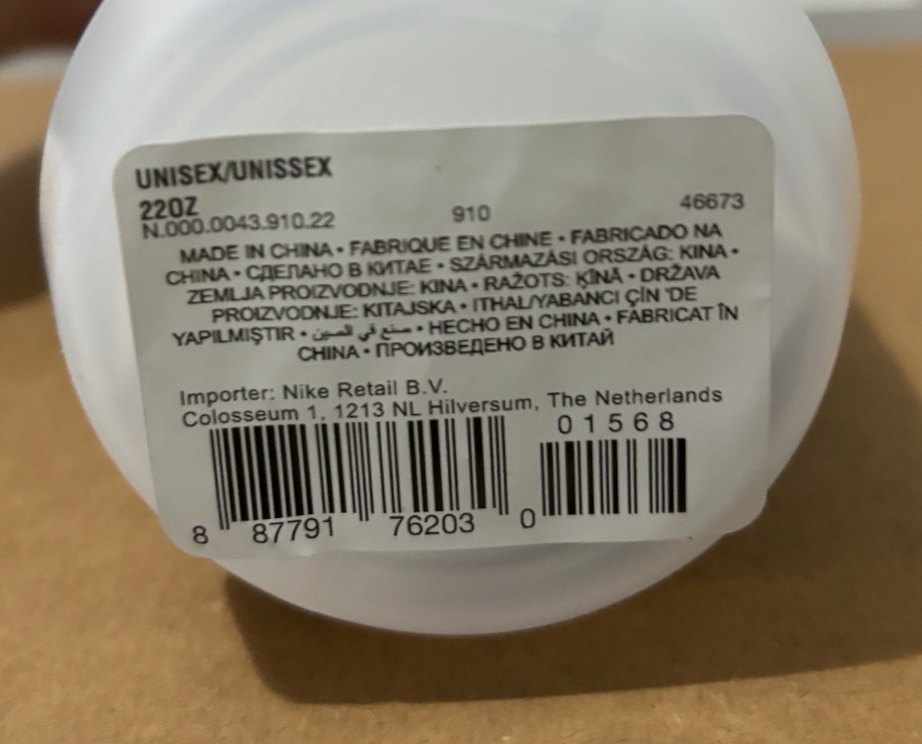 UNISEX/UNISSEX
22OZ
N.000.0043.910.22 910 46673
MADE IN CHINA • FABRIQUE EN CHINE • FABRICADO NA
CHINA • СДЕЛАНО В КИТАЕ • SZÁRMAZÁSI ORSZÁG: KINA •
ZEMLJA PROIZVODNJE: KINA • RAŽOTS: ĶĪNĀ • DRŽAVA
PROIZVODNJE: KITAJSKA • ITHAL/YABANCI ÇİN 'DE
YAPILMIŞTIR • صنع في الصين • HECHO EN CHINA • FABRICAT ÎN
CHINA • ПРОИЗВЕДЕНО В КИТАЙ
Importer: Nike Retail B.V.
Colosseum 1, 1213 NL Hilversum, The Netherlands
01568
8 87791 76203 0